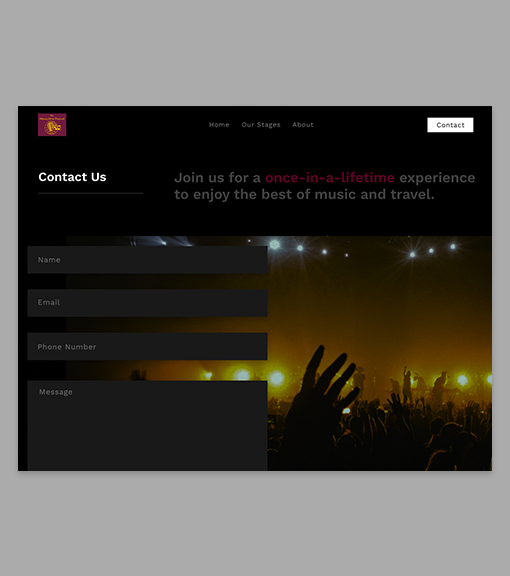 Home Our Stages About
Contact
Contact Us
Join us for a once-in-a-lifetime experience
to enjoy the best of music and travel.
Name
Email
Phone Number
Message